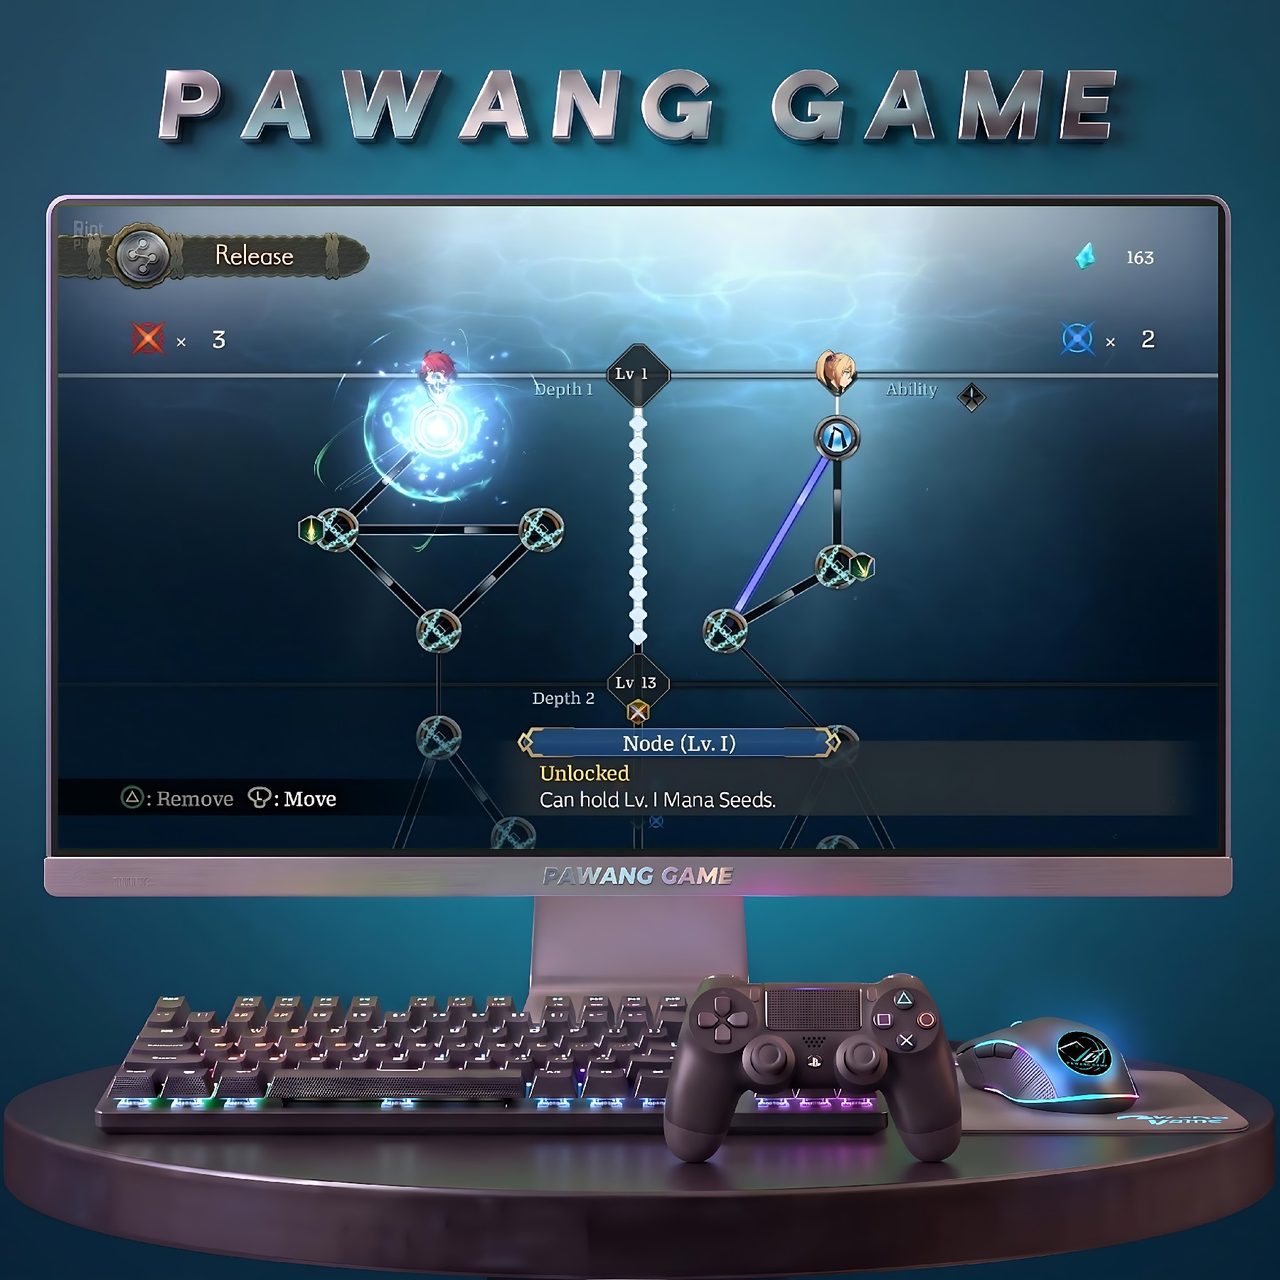 PAWANG GAME
Release
163
× 3
× 2
Lv 1
Depth 1
Ability
Lv 13
Depth 2
Node (Lv. I)
Unlocked
Can hold Lv. I Mana Seeds.
: Remove L : Move
PAWANG GAME